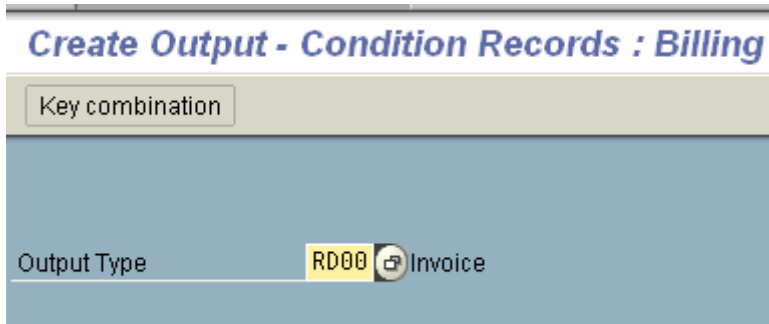 Create Output - Condition Records : Billing
Key combination
Output Type RD00 Invoice